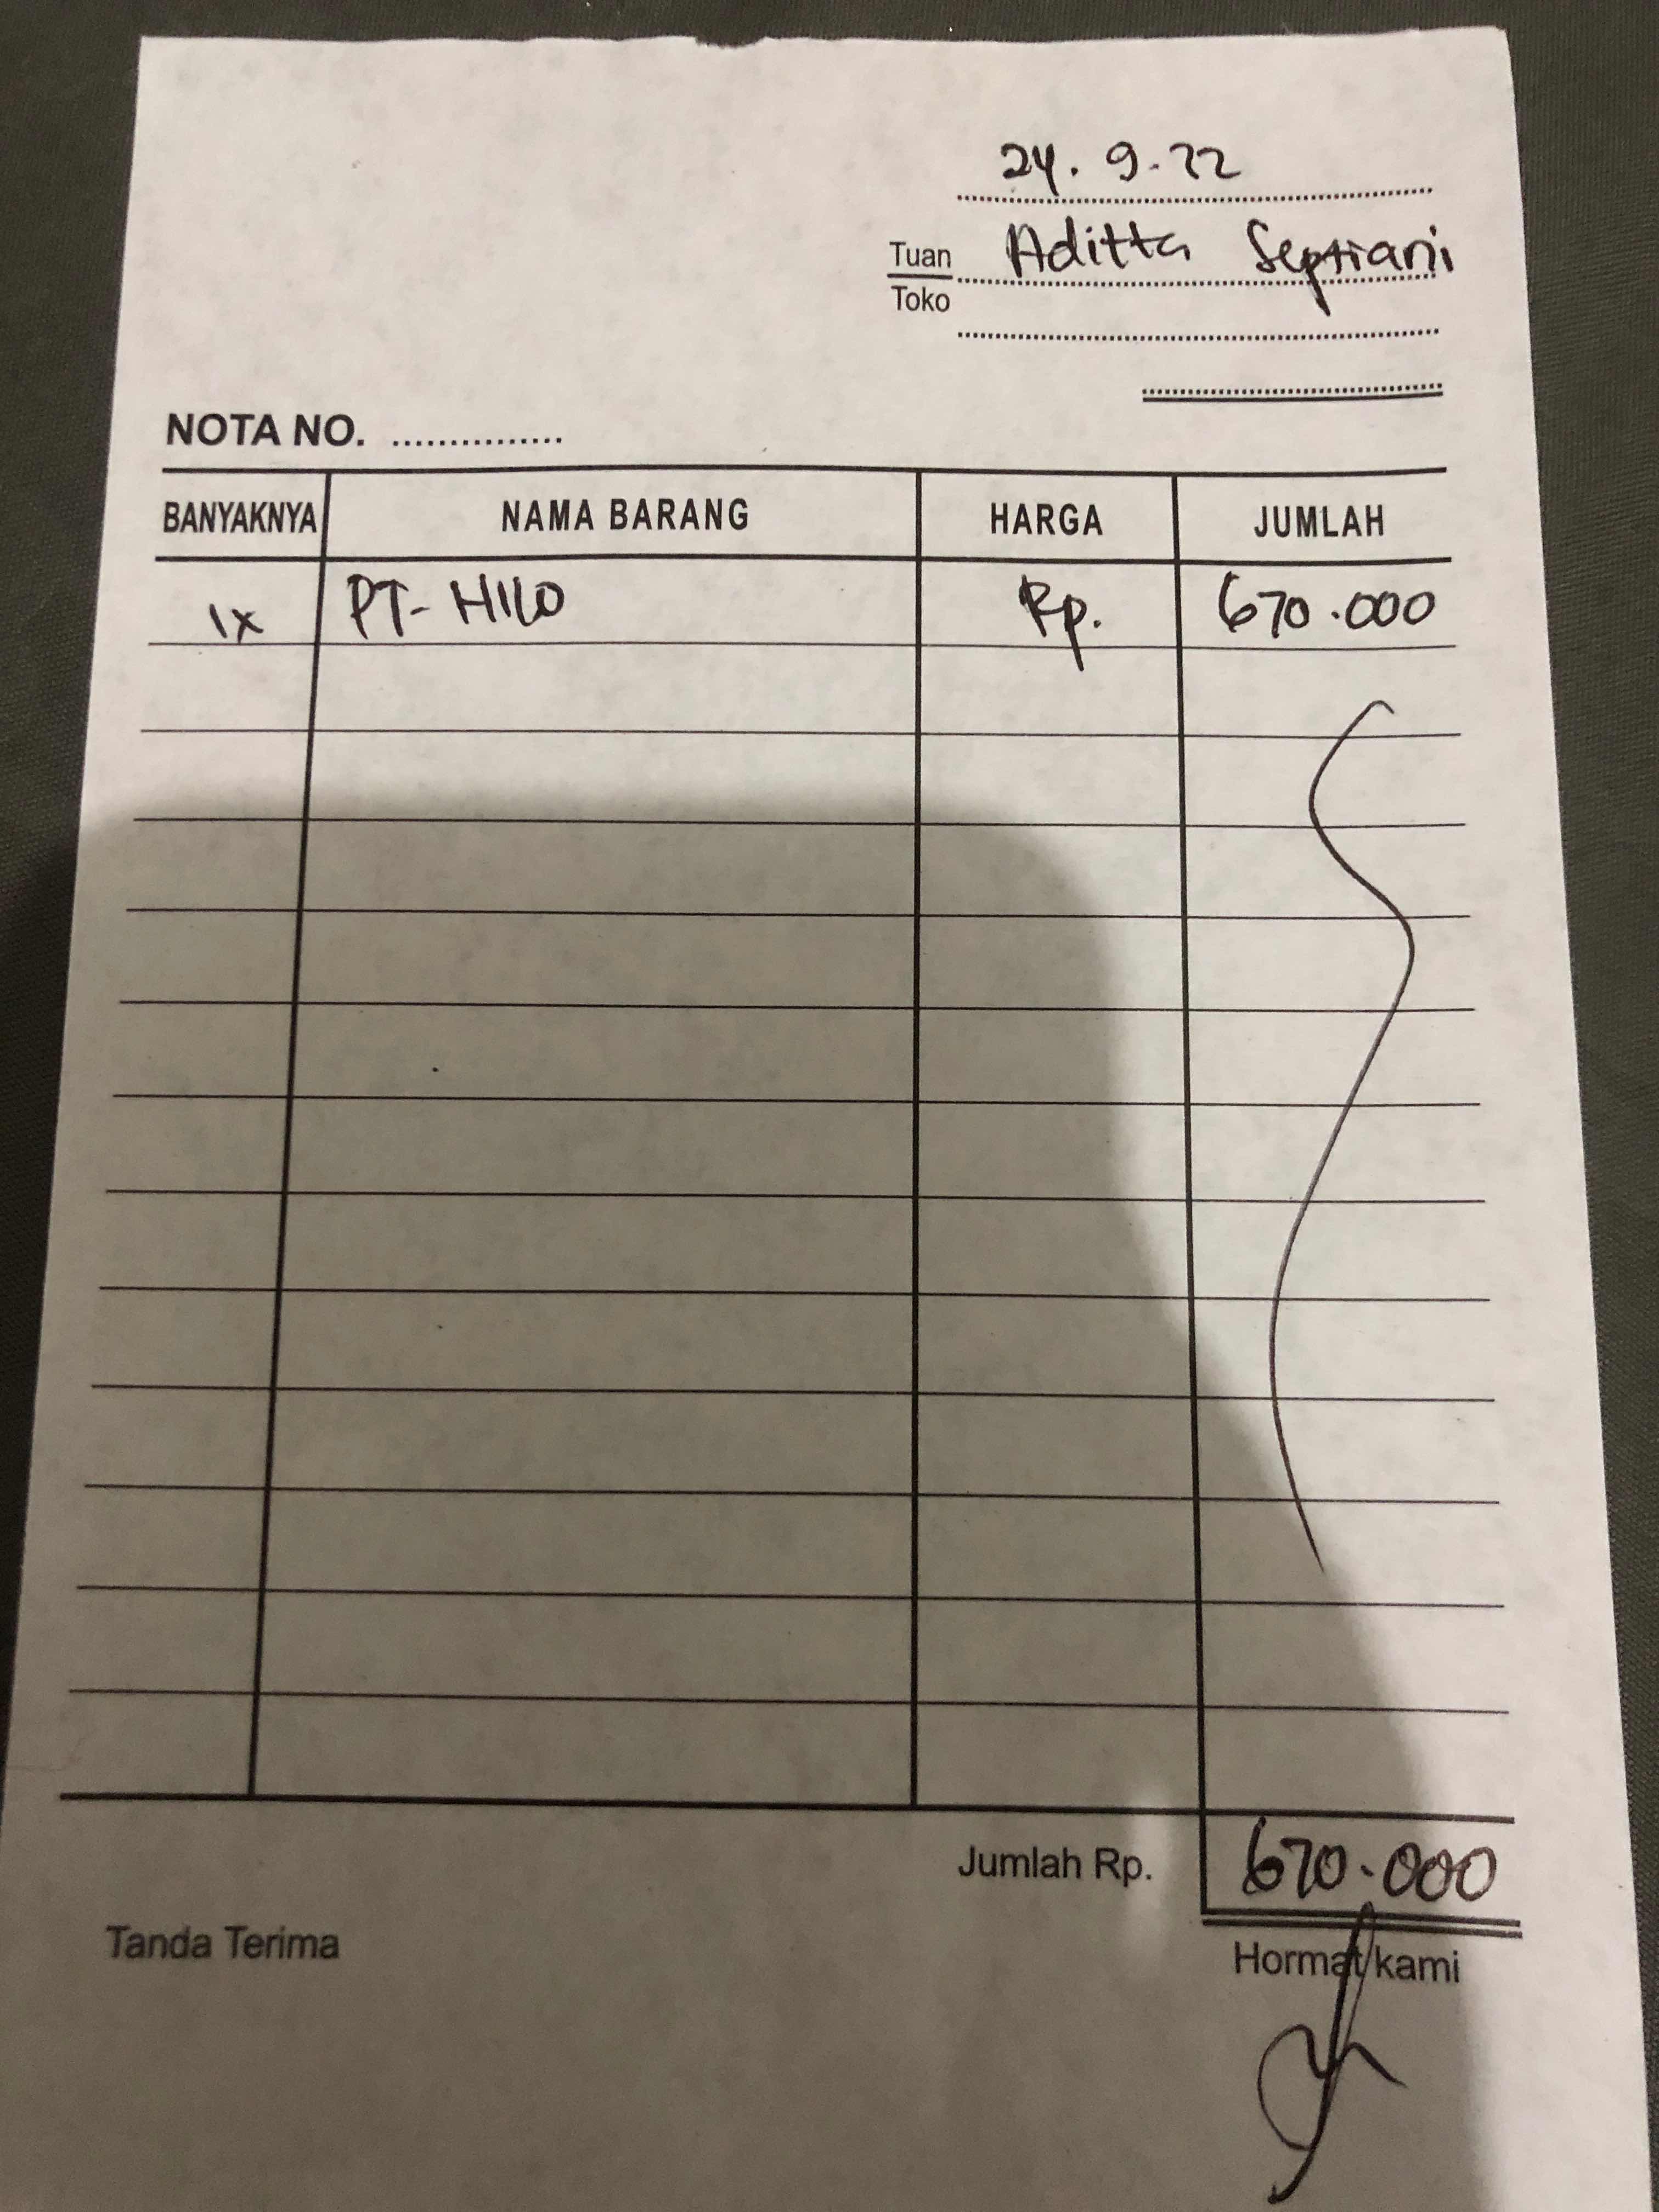 24. 9. 22
Tuan Aditta Septiani
Toko
NOTA NO. ...............
BANYAKNYA NAMA BARANG HARGA JUMLAH
1x PT- HILO Rp. 670.000
Jumlah Rp. 670.000
Tanda Terima Hormat kami